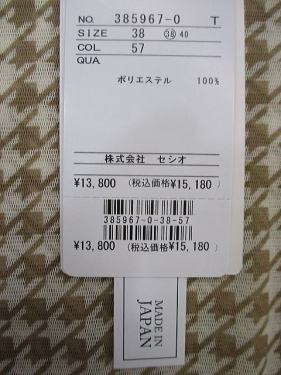 NO. 385967-0 T
SIZE 38 ㊳ 40
COL. 57
QUA.
ポリエステル 100%
株式会社 セシオ
¥13,800 (税込価格¥15,180)
385967-0-38-57
¥13,800 (税込価格¥15,180)
MADE IN
JAPAN